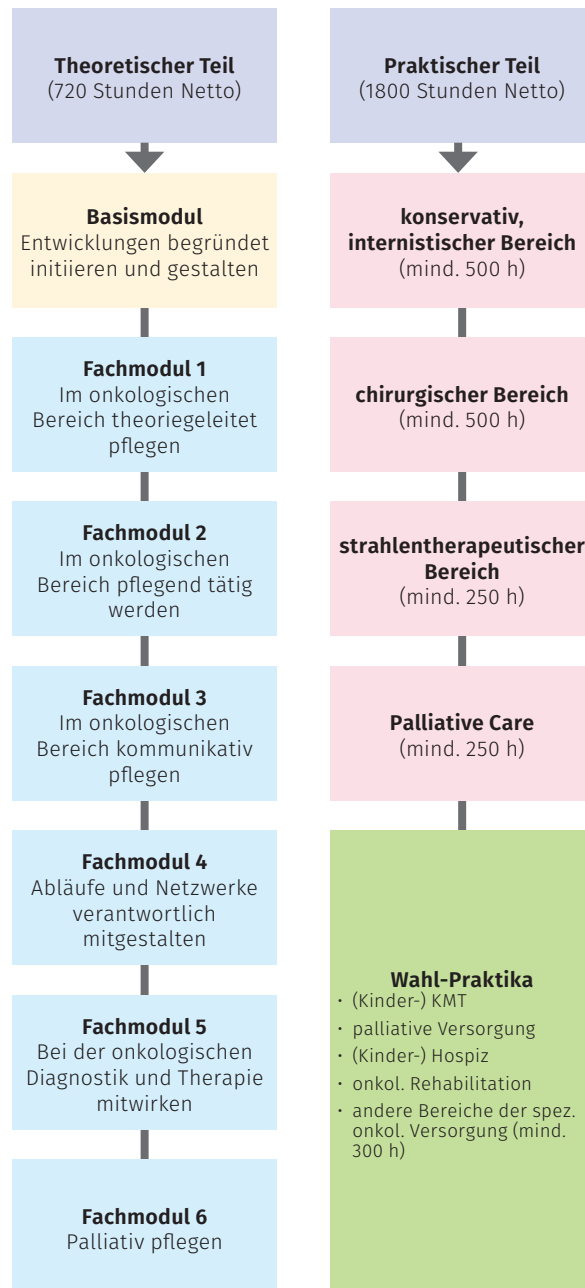 Theoretischer Teil
(720 Stunden Netto)
Basismodul
Entwicklungen begründet
initiieren und gestalten
Fachmodul 1
Im onkologischen
Bereich theoriegeleitet
pflegen
Fachmodul 2
Im onkologischen
Bereich pflegend tätig
werden
Fachmodul 3
Im onkologischen
Bereich kommunikativ
pflegen
Fachmodul 4
Abläufe und Netzwerke
verantwortlich
mitgestalten
Fachmodul 5
Bei der onkologischen
Diagnostik und Therapie
mitwirken
Fachmodul 6
Palliativ pflegen
Praktischer Teil
(1800 Stunden Netto)
konservativ,
internistischer Bereich
(mind. 500 h)
chirurgischer Bereich
(mind. 500 h)
strahlentherapeutischer
Bereich
(mind. 250 h)
Palliative Care
(mind. 250 h)
Wahl-Praktika
· (Kinder-) KMT
· palliative Versorgung
· (Kinder-) Hospiz
· onkol. Rehabilitation
· andere Bereiche der spez.
onkol. Versorgung (mind.
300 h)